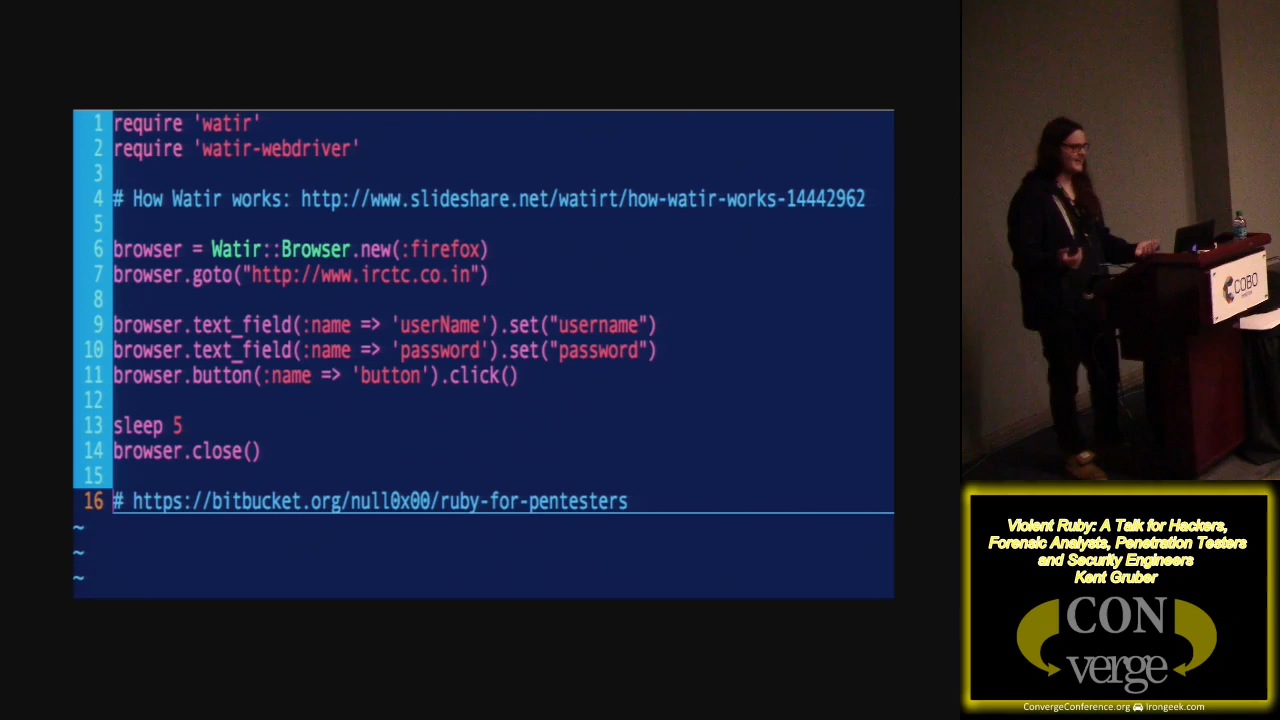 1 require 'watir'
2 require 'watir-webdriver'
3
4 # How Watir works: http://www.slideshare.net/watirt/how-watir-works-14442962
5
6 browser = Watir::Browser.new(:firefox)
7 browser.goto("http://www.irctc.co.in")
8
9 browser.text_field(:name => 'userName').set("username")
10 browser.text_field(:name => 'password').set("password")
11 browser.button(:name => 'button').click()
12
13 sleep 5
14 browser.close()
15
16 # https://bitbucket.org/null0x00/ruby-for-pentesters
~
~
~
COBO
Violent Ruby: A Talk for Hackers,
Forensic Analysts, Penetration Testers
and Security Engineers
Kent Gruber
CON
verge
ConvergeConference.org Irongeek.com